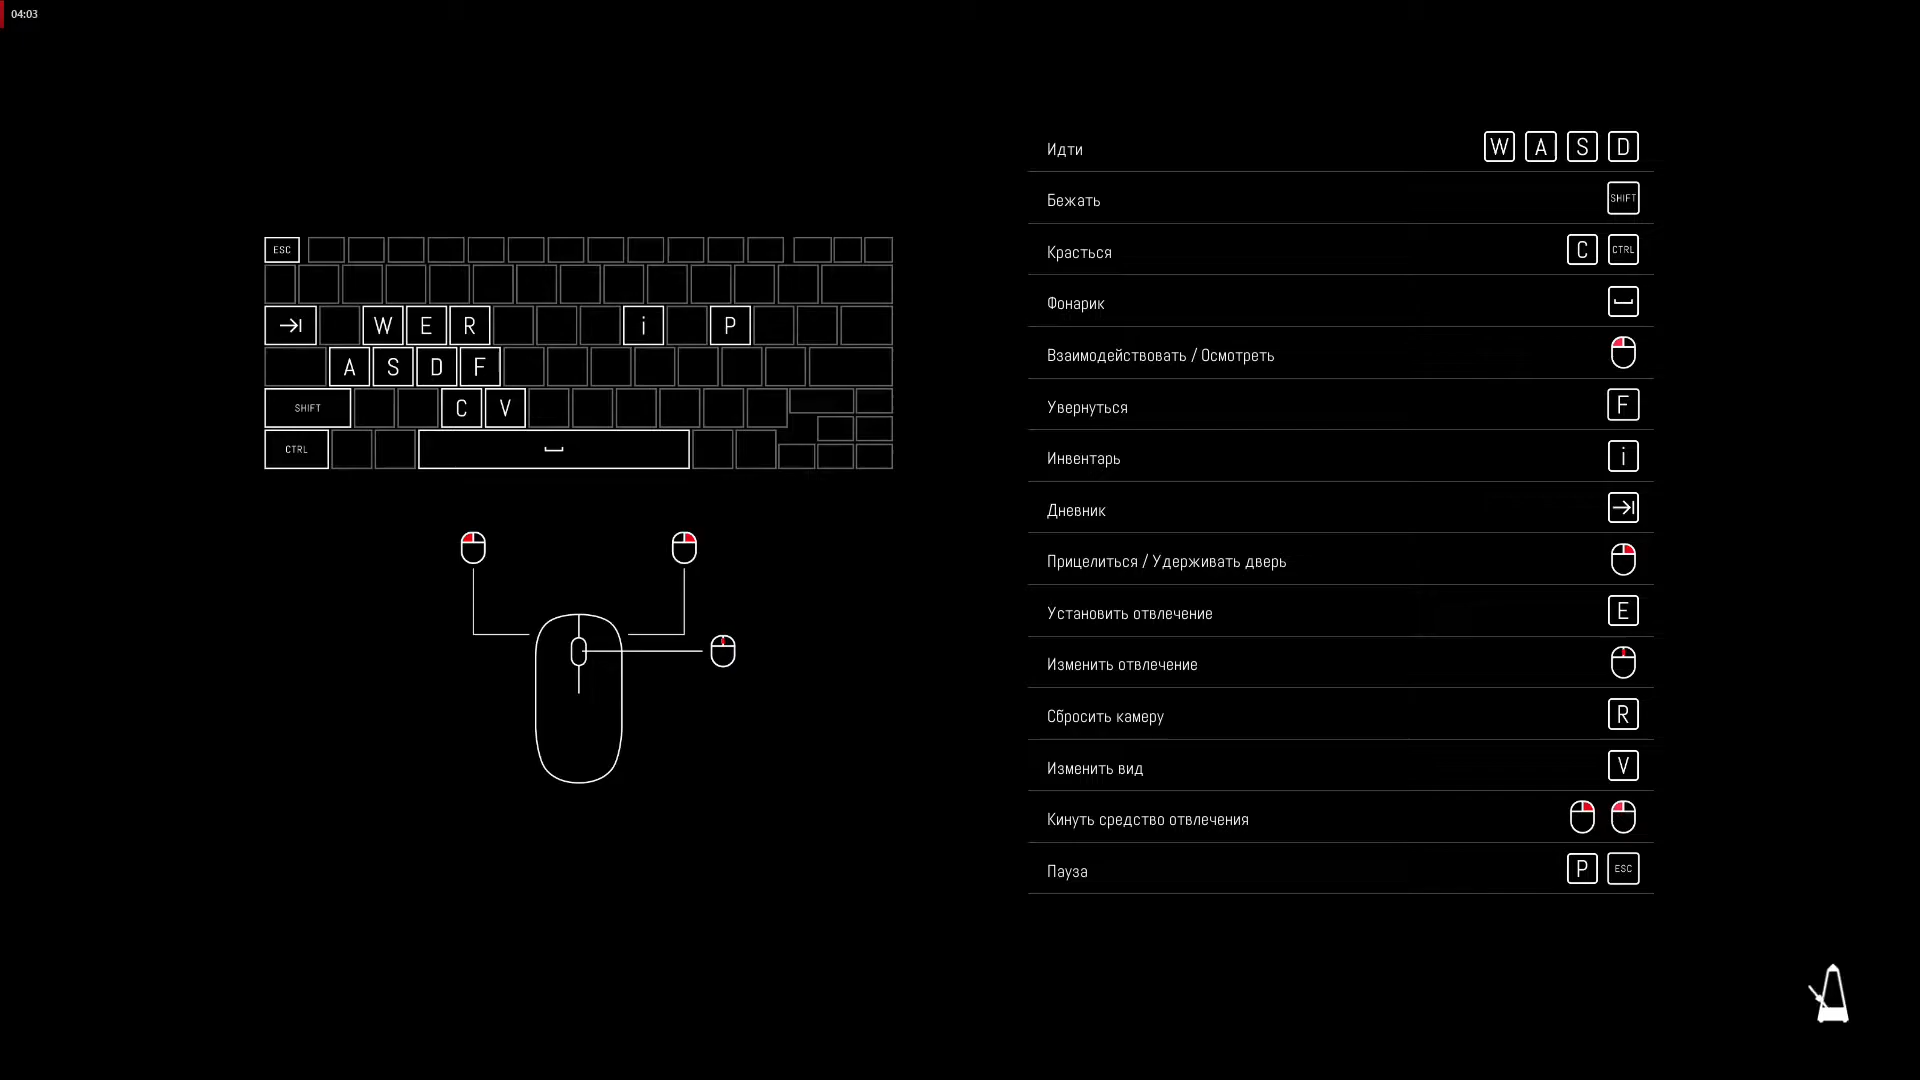 04:03
ESC
W E R i P
A S D F
SHIFT C V
CTRL
Идти W A S D
Бежать SHIFT
Красться C CTRL
Фонарик
Взаимодействовать / Осмотреть
Увернуться F
Инвентарь i
Дневник
Прицелиться / Удерживать дверь
Установить отвлечение E
Изменить отвлечение
Сбросить камеру R
Изменить вид V
Кинуть средство отвлечения
Пауза P ESC